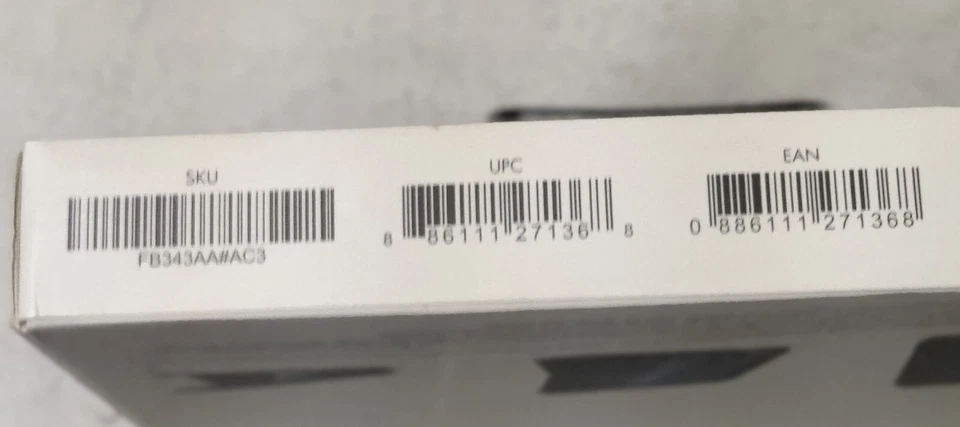 SKU
FB343AA#AC3
UPC
8 86111 27136 8
EAN
0 886111 271368